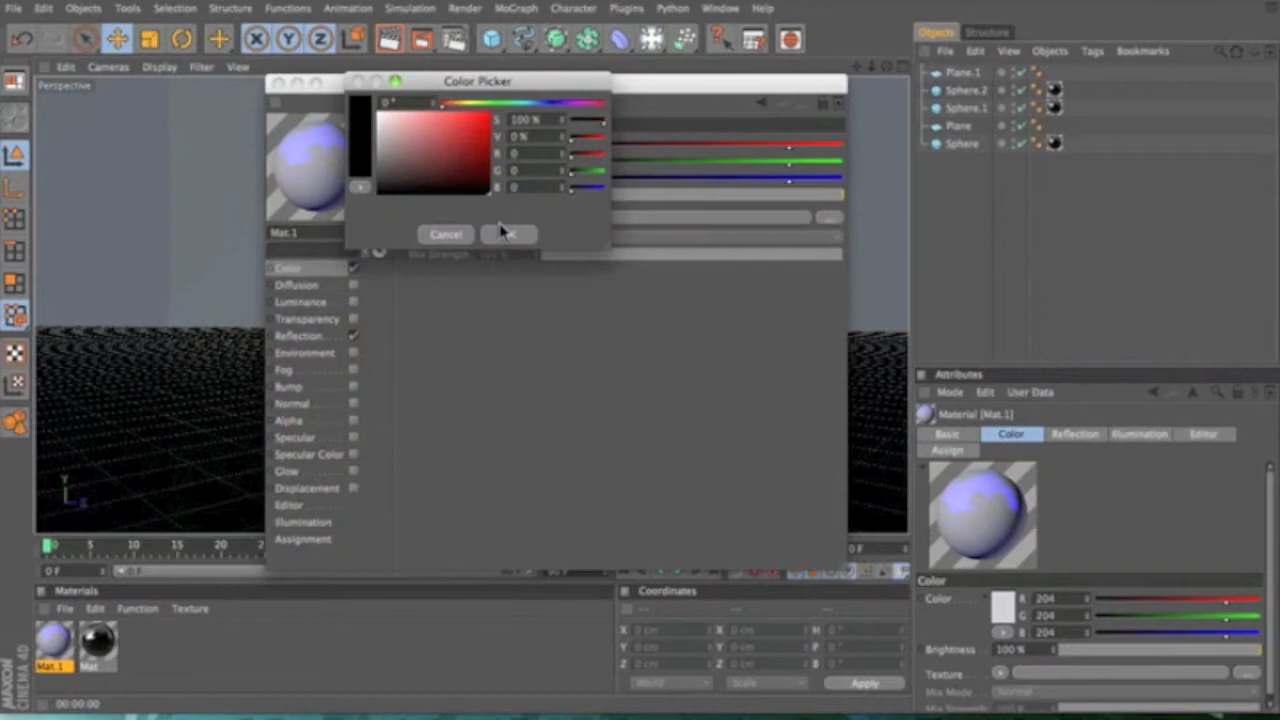 File Edit Objects Tools Selection Structure Functions Animation Simulation Render MoGraph Character Plugins Python Window Help
Edit Cameras Display Filter View
Perspective
Color Picker
0 °
S 100 %
V 0 %
R 0
G 0
B 0
Cancel
Mat.1
Mix Strength
Color
Diffusion
Luminance
Transparency
Reflection
Environment
Fog
Bump
Normal
Alpha
Specular
Specular Color
Glow
Displacement
Editor
Illumination
Assignment
Objects Structure
File Edit View Objects Tags Bookmarks
Plane.1
Sphere.2
Sphere.1
Plane
Sphere
Attributes
Mode Edit User Data
Material [Mat.1]
Basic Color Reflection Illumination Editor
Assign
Color
Color R 204
G 204
B 204
Brightness 100 %
Texture
Mix Mode Normal
Y
0 5 10 15 20 2
0 F 0 F 0 F
Materials
File Edit Function Texture
Mat.1 Mat
Coordinates
X 0 cm X 0 cm H 0 °
Y 0 cm Y 0 cm P 0 °
Z 0 cm Z 0 cm B 0 °
World Scale Apply
MAXON
CINEMA 4D
00:00:00